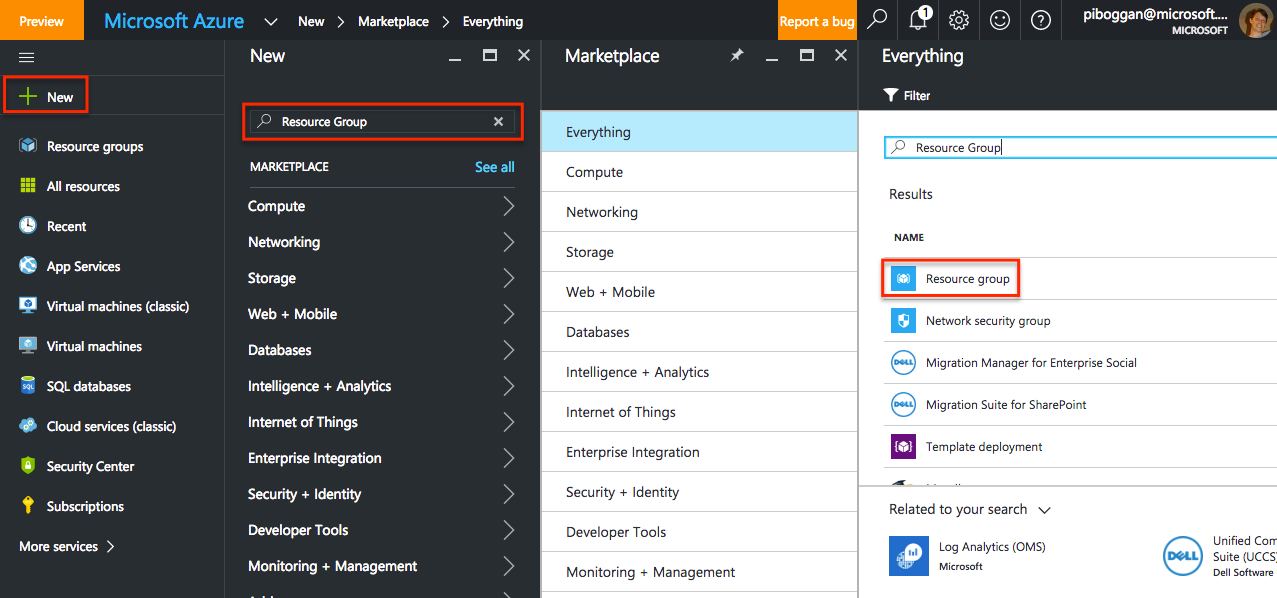 Preview
Microsoft Azure
New
Marketplace
Everything
Report a bug
1
piboggan@microsoft....
MICROSOFT
New
Resource groups
All resources
Recent
App Services
Virtual machines (classic)
Virtual machines
SQL
SQL databases
Cloud services (classic)
Security Center
Subscriptions
More services
New
Resource Group
MARKETPLACE
See all
Compute
Networking
Storage
Web + Mobile
Databases
Intelligence + Analytics
Internet of Things
Enterprise Integration
Security + Identity
Developer Tools
Monitoring + Management
Marketplace
Everything
Compute
Networking
Storage
Web + Mobile
Databases
Intelligence + Analytics
Internet of Things
Enterprise Integration
Security + Identity
Developer Tools
Monitoring + Management
Everything
Filter
Resource Group
Results
NAME
Resource group
Network security group
DELL
Migration Manager for Enterprise Social
DELL
Migration Suite for SharePoint
Template deployment
Related to your search
Log Analytics (OMS)
Microsoft
DELL
Unified Com
Suite (UCCS)
Dell Software